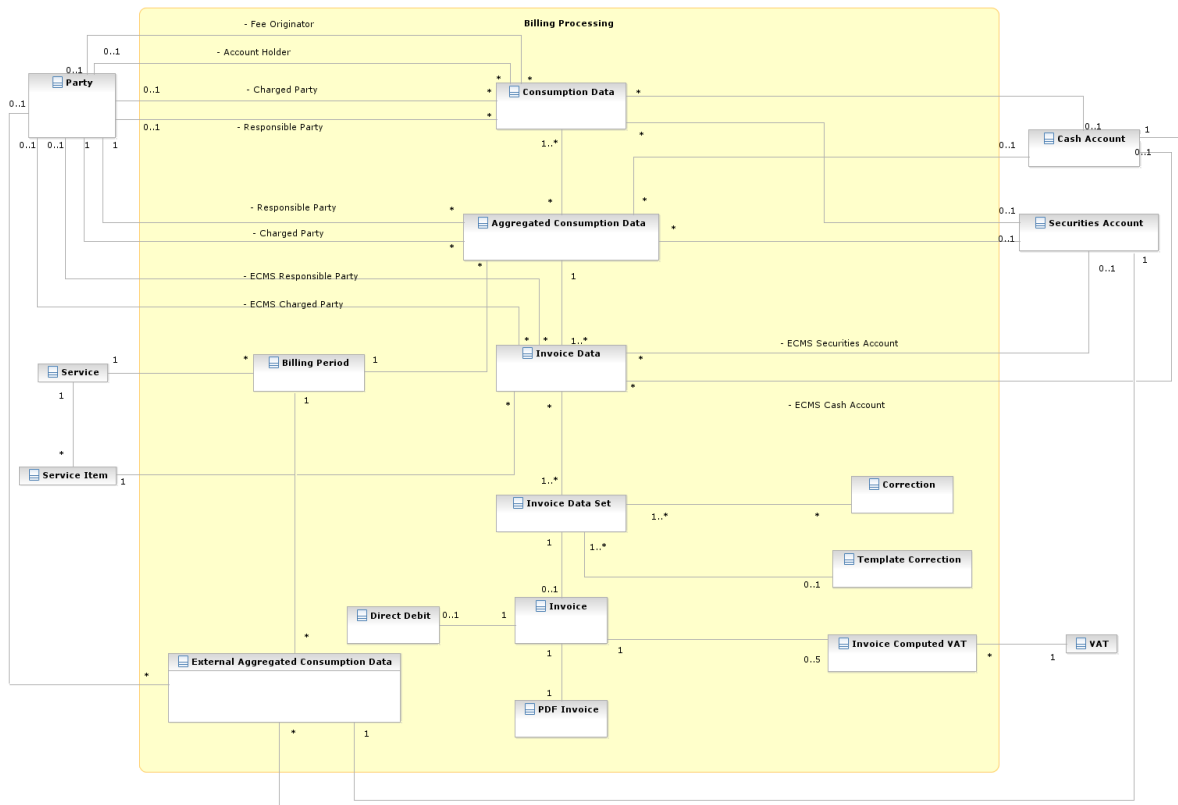 Billing Processing
- Fee Originator
0..1
- Account Holder
0..1
Party
*
*
0..1
0..1
- Charged Party
*
Consumption Data
*
*
0..1
- Responsible Party
0..1
1
*
1..*
0..1
Cash Account
0..1
0..1
0..1
1
1
- Responsible Party
*
*
*
0..1
Aggregated Consumption Data
*
Securities Account
- Charged Party
*
0..1
*
1
0..1
1
- ECMS Responsible Party
- ECMS Charged Party
*
*
1..*
- ECMS Securities Account
Invoice Data
*
1
*
Billing Period
1
Service
*
1
1
*
*
- ECMS Cash Account
*
Service Item
1
1..*
Correction
Invoice Data Set
1..*
*
1
1..*
Template Correction
0..1
0..1
Invoice
Direct Debit
0..1
1
*
1
1
Invoice Computed VAT
0..5
*
1
VAT
External Aggregated Consumption Data
*
1
PDF Invoice
*
1